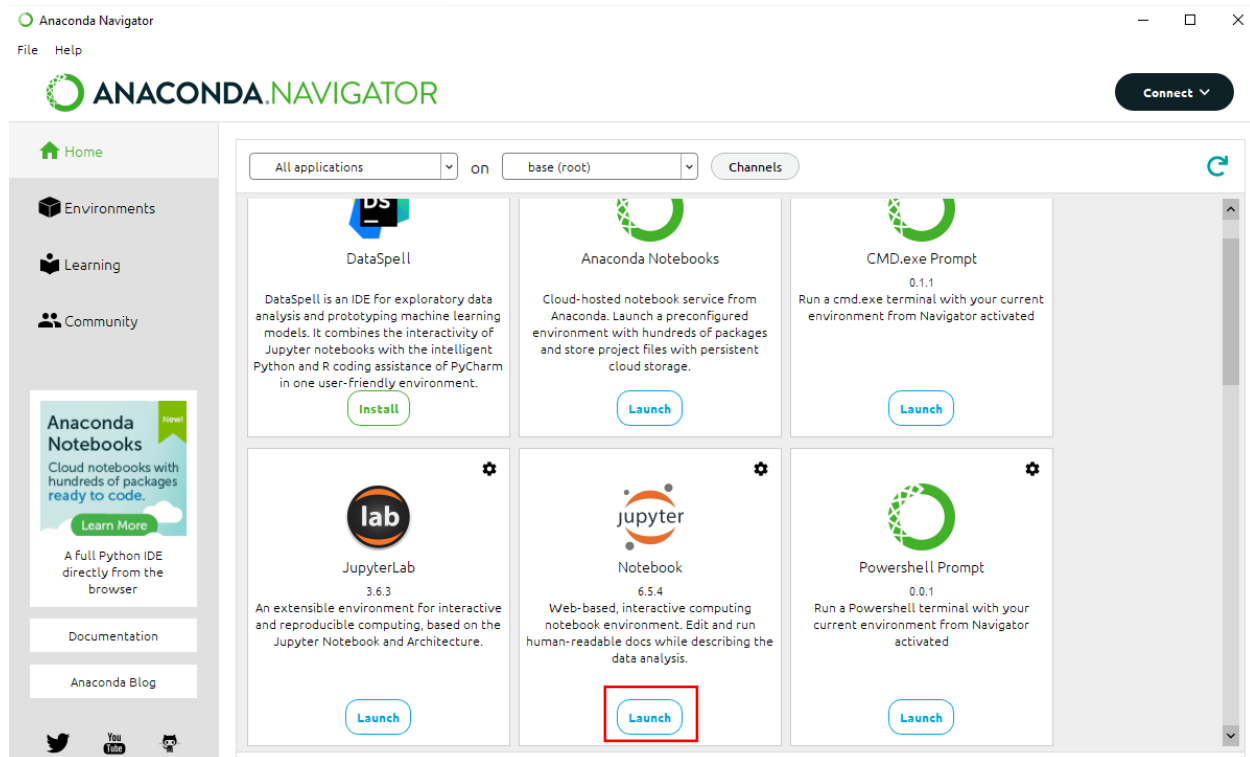 Anaconda Navigator
File Help
ANACONDA.NAVIGATOR
Connect
Home
Environments
Learning
Community
Anaconda
Notebooks
New!
Cloud notebooks with
hundreds of packages
ready to code.
Learn More
A full Python IDE
directly from the
browser
Documentation
Anaconda Blog
You
Tube
All applications on base (root) Channels
DS
DataSpell
DataSpell is an IDE for exploratory data
analysis and prototyping machine learning
models. It combines the interactivity of
Jupyter notebooks with the intelligent
Python and R coding assistance of PyCharm
in one user-friendly environment.
Install
Anaconda Notebooks
Cloud-hosted notebook service from
Anaconda. Launch a preconfigured
environment with hundreds of packages
and store project files with persistent
cloud storage.
Launch
CMD.exe Prompt
0.1.1
Run a cmd.exe terminal with your current
environment from Navigator activated
Launch
lab
JupyterLab
3.6.3
An extensible environment for interactive
and reproducible computing, based on the
Jupyter Notebook and Architecture.
Launch
jupyter
Notebook
6.5.4
Web-based, interactive computing
notebook environment. Edit and run
human-readable docs while describing the
data analysis.
Launch
Powershell Prompt
0.0.1
Run a Powershell terminal with your
current environment from Navigator
activated
Launch